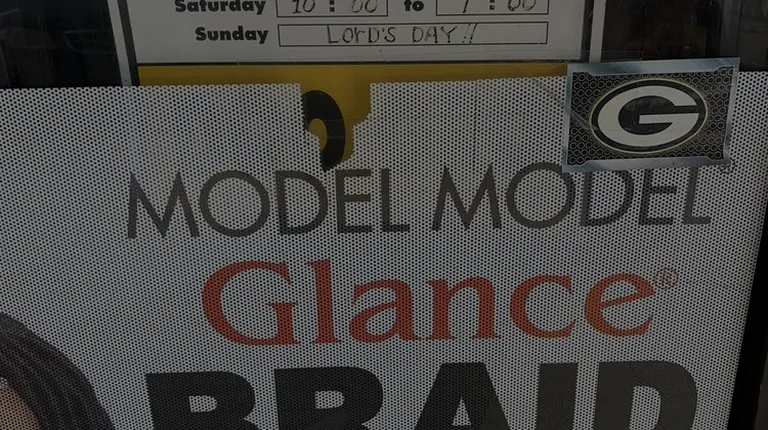 Saturday 10 : 00 to 7 : 00
Sunday LORD'S DAY!!
G
MODEL MODEL
Glance®
BRAID